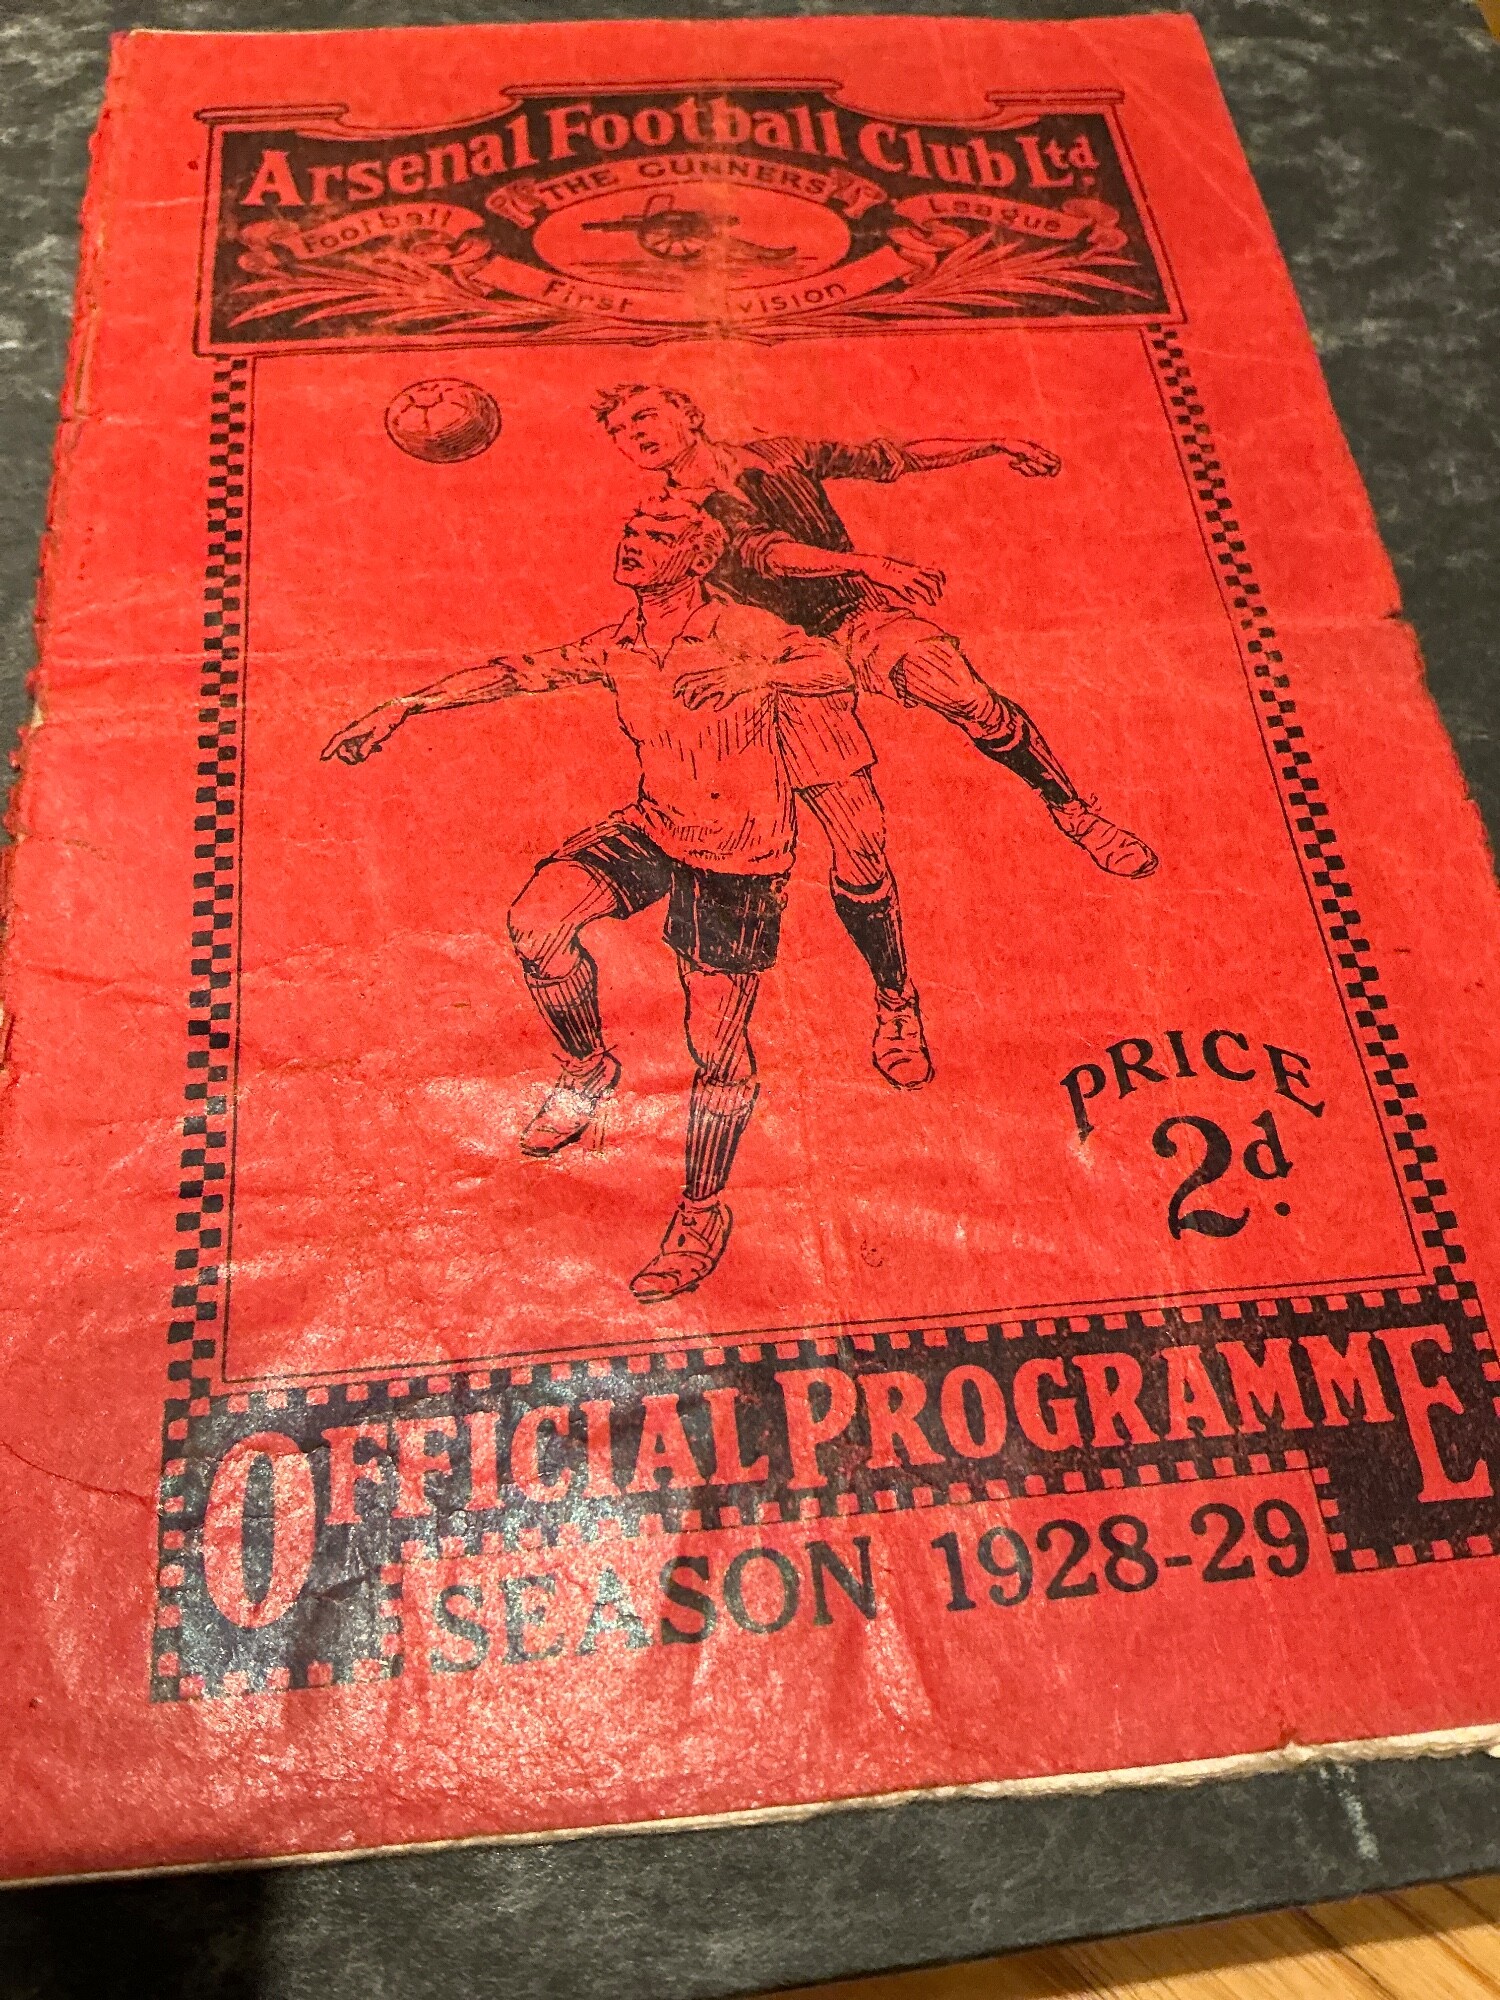 Arsenal Football Club Ltd.
THE GUNNERS
Football League
First Division
PRICE
2d.
OFFICIAL PROGRAMME
SEASON 1928-29